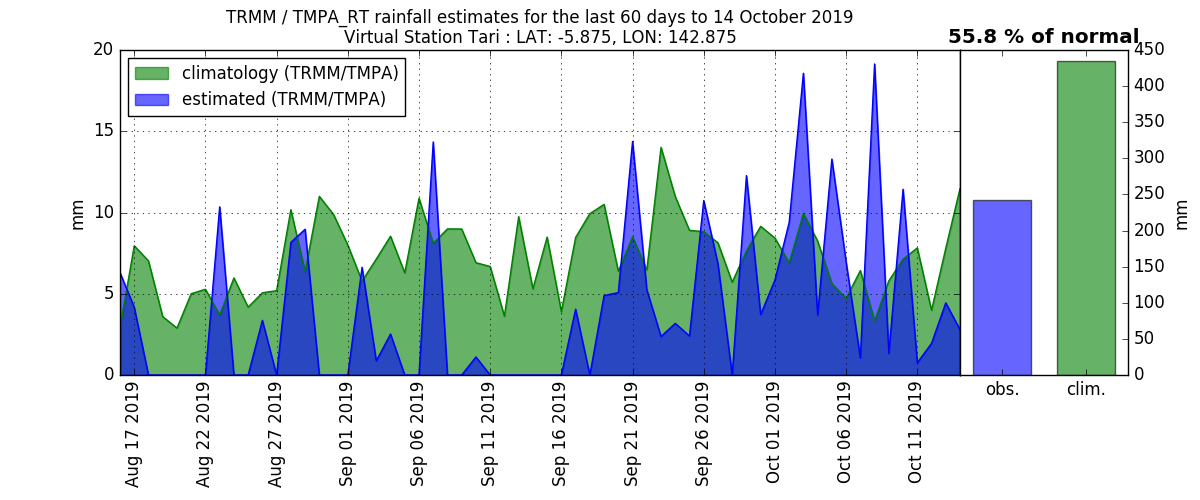 TRMM / TMPA_RT rainfall estimates for the last 60 days to 14 October 2019
Virtual Station Tari : LAT: -5.875, LON: 142.875
55.8 % of normal
climatology (TRMM/TMPA)
estimated (TRMM/TMPA)
mm
20
15
10
5
0
Aug 17 2019
Aug 22 2019
Aug 27 2019
Sep 01 2019
Sep 06 2019
Sep 11 2019
Sep 16 2019
Sep 21 2019
Sep 26 2019
Oct 01 2019
Oct 06 2019
Oct 11 2019
obs.
clim.
450
400
350
300
250
200
150
100
50
0
mm